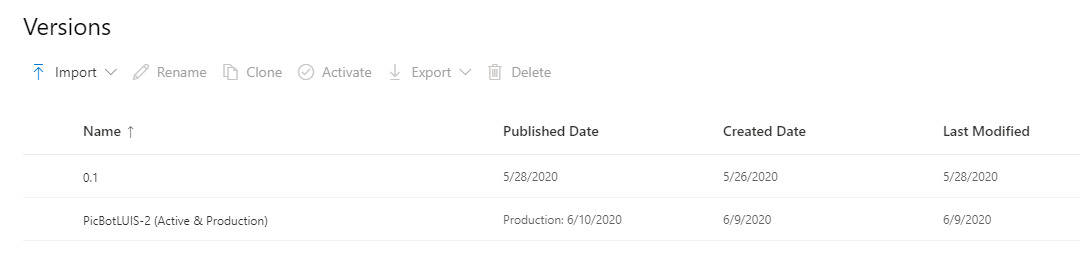 Versions
Import Rename Clone Activate Export Delete
Name ↑ Published Date Created Date Last Modified
0.1 5/28/2020 5/26/2020 5/28/2020
PicBotLUIS-2 (Active & Production) Production: 6/10/2020 6/9/2020 6/9/2020